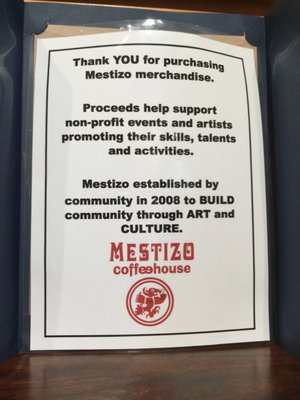 Thank YOU for purchasing
Mestizo merchandise.
Proceeds help support
non-profit events and artists
promoting their skills, talents
and activities.
Mestizo established by
community in 2008 to BUILD
community through ART and
CULTURE.
MESTIZO
coffeehouse